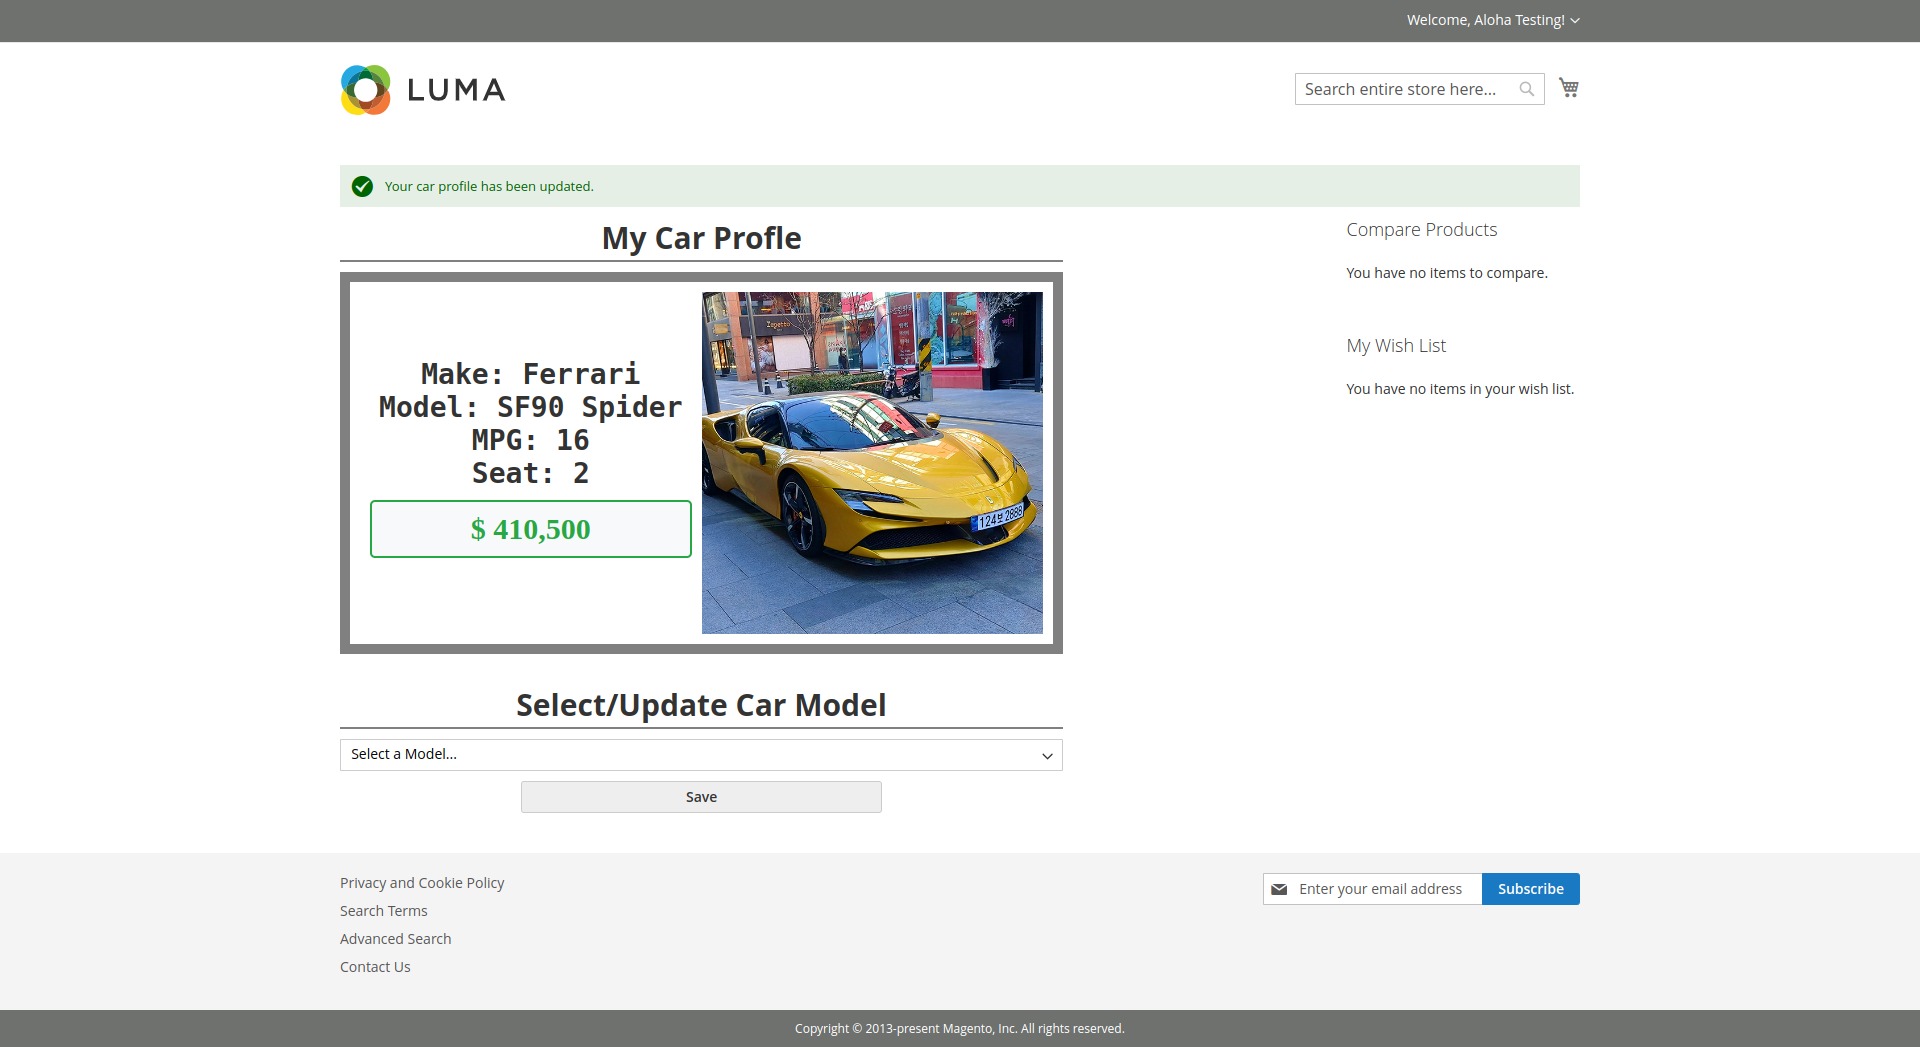 Welcome, Aloha Testing!
LUMA
Search entire store here...
Your car profile has been updated.
My Car Profle
Compare Products
You have no items to compare.
My Wish List
You have no items in your wish list.
Make: Ferrari
Model: SF90 Spider
MPG: 16
Seat: 2
$ 410,500
Zepetto
124보 2888
Select/Update Car Model
Select a Model...
Save
Privacy and Cookie Policy
Search Terms
Advanced Search
Contact Us
Enter your email address
Subscribe
Copyright © 2013-present Magento, Inc. All rights reserved.